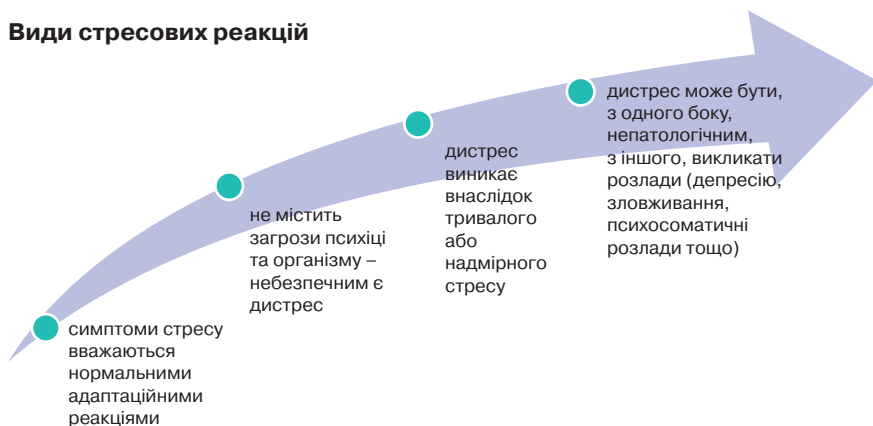 Види стресових реакцій
симптоми стресу
вважаються
нормальними
адаптаційними
реакціями
не містить
загрози психіці
та організму –
небезпечним є
дистрес
дистрес
виникає
внаслідок
тривалого
або
надмірного
стресу
дистрес може бути,
з одного боку,
непатологічним,
з іншого, викликати
розлади (депресію,
зловживання,
психосоматичні
розлади тощо)